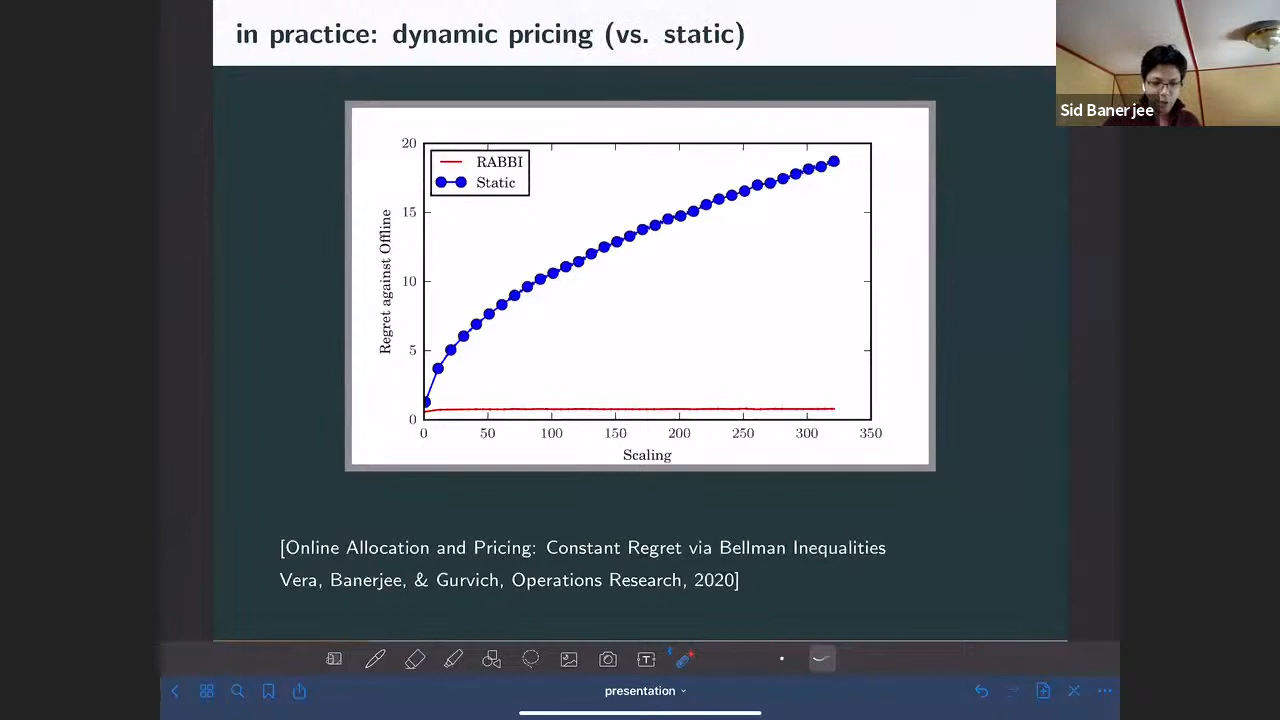 in practice: dynamic pricing (vs. static)
Sid Banerjee
20
RABBI
Static
15
10
5
0
Regret against Offline
0 50 100 150 200 250 300 350
Scaling
[Online Allocation and Pricing: Constant Regret via Bellman Inequalities
Vera, Banerjee, & Gurvich, Operations Research, 2020]
T
presentation